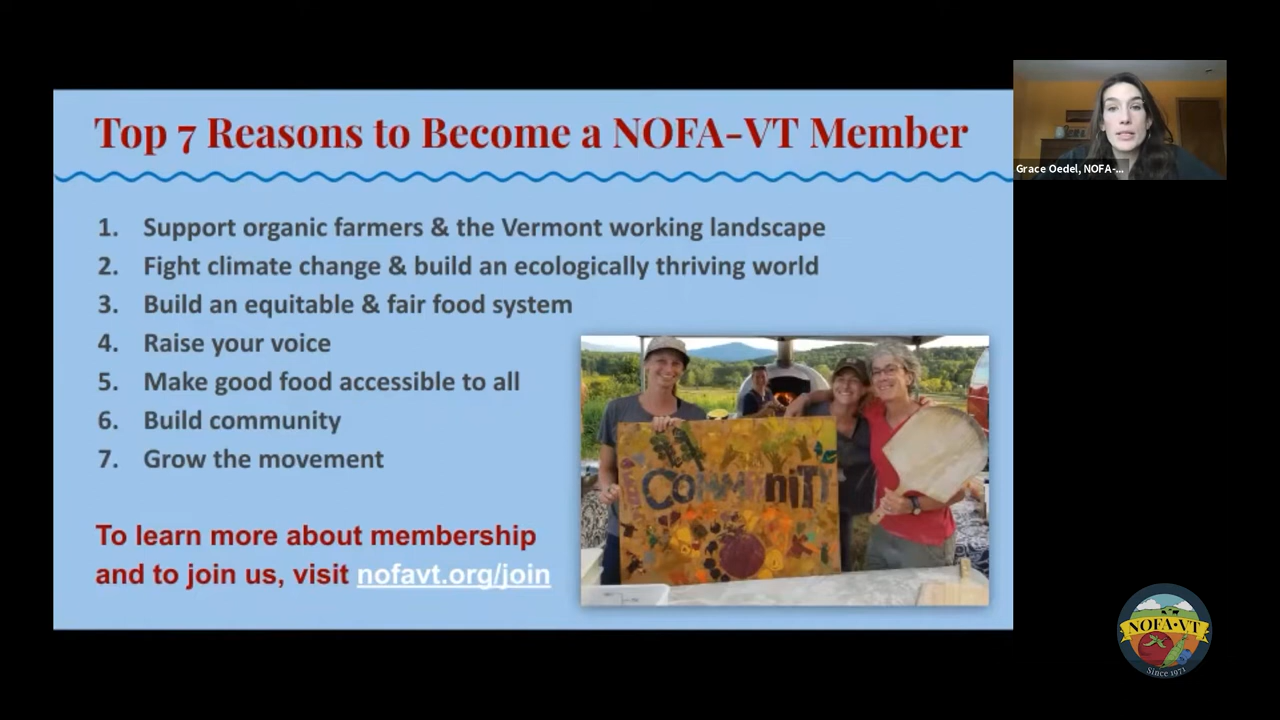 Top 7 Reasons to Become a NOFA-VT Member
Grace Oedel, NOFA-...
1. Support organic farmers & the Vermont working landscape
2. Fight climate change & build an ecologically thriving world
3. Build an equitable & fair food system
4. Raise your voice
5. Make good food accessible to all
6. Build community
7. Grow the movement
COMMUNITY
To learn more about membership
and to join us, visit nofavt.org/join
NOFA•VT
Since 1971